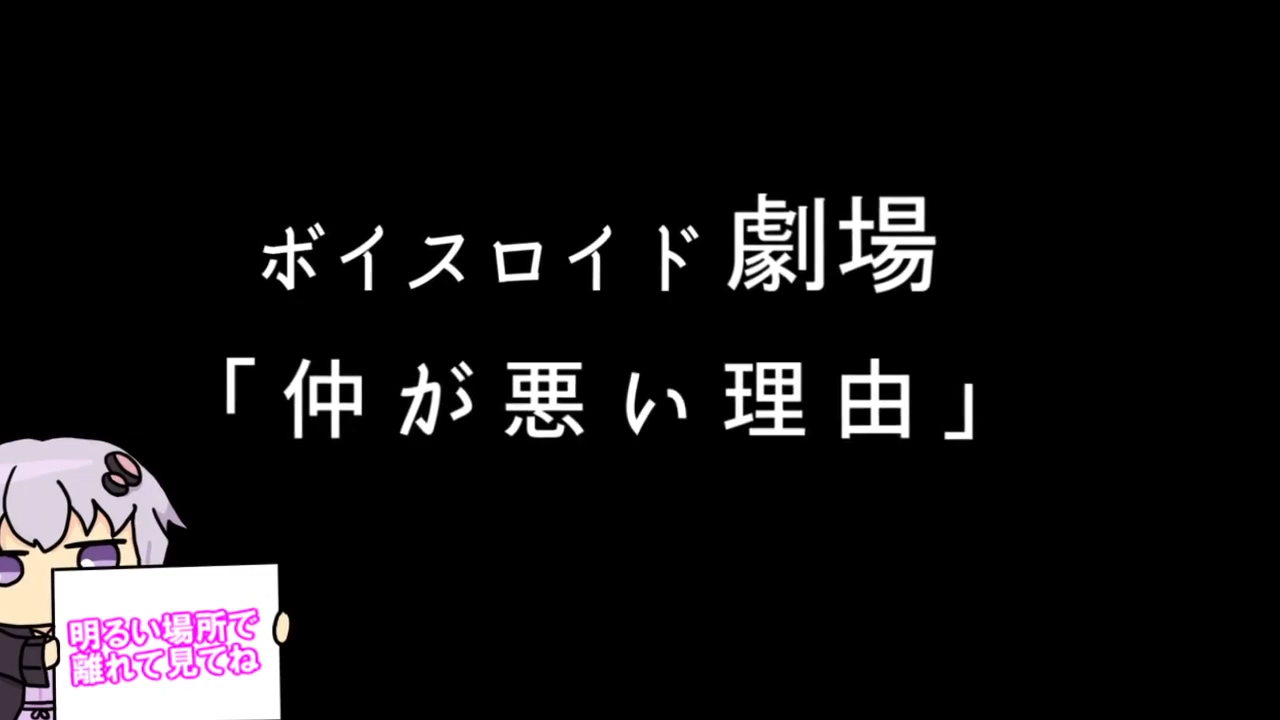 ボイスロイド劇場
「仲が悪い理由」
明るい場所で
離れて見てね